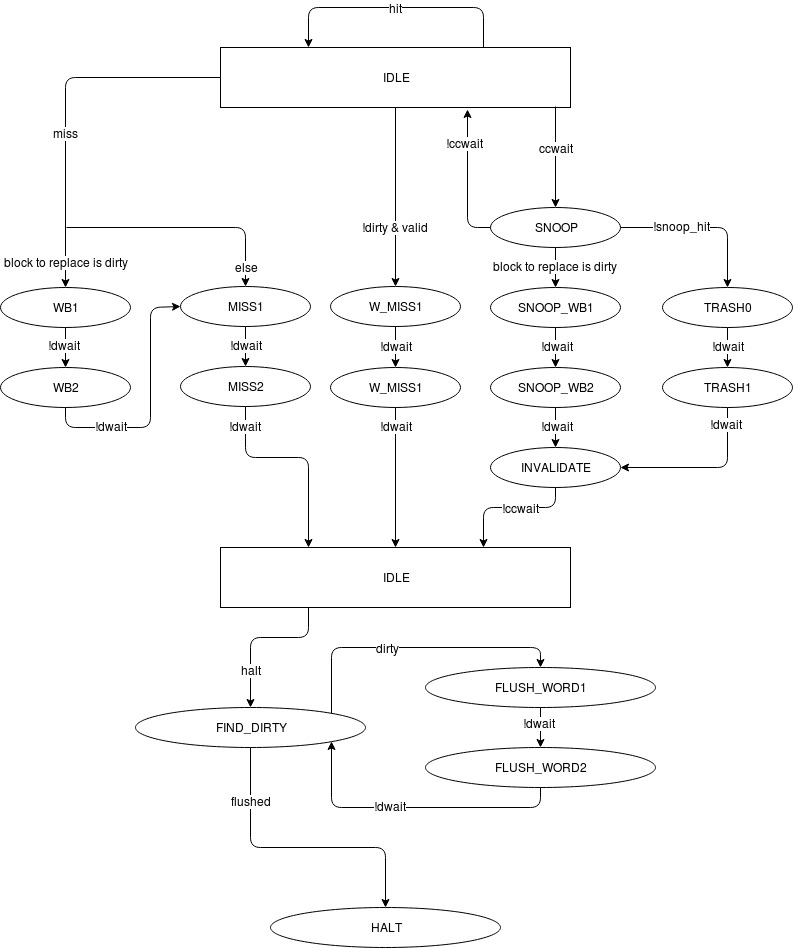 hit
IDLE
miss
!ccwait
ccwait
!dirty & valid
SNOOP
!snoop_hit
block to replace is dirty
else
block to replace is dirty
WB1
MISS1
W_MISS1
SNOOP_WB1
TRASH0
!dwait
!dwait
!dwait
!dwait
!dwait
WB2
MISS2
W_MISS1
SNOOP_WB2
TRASH1
!dwait
!dwait
!dwait
!dwait
!dwait
INVALIDATE
!ccwait
IDLE
halt
dirty
FLUSH_WORD1
FIND_DIRTY
!dwait
FLUSH_WORD2
flushed
!dwait
HALT